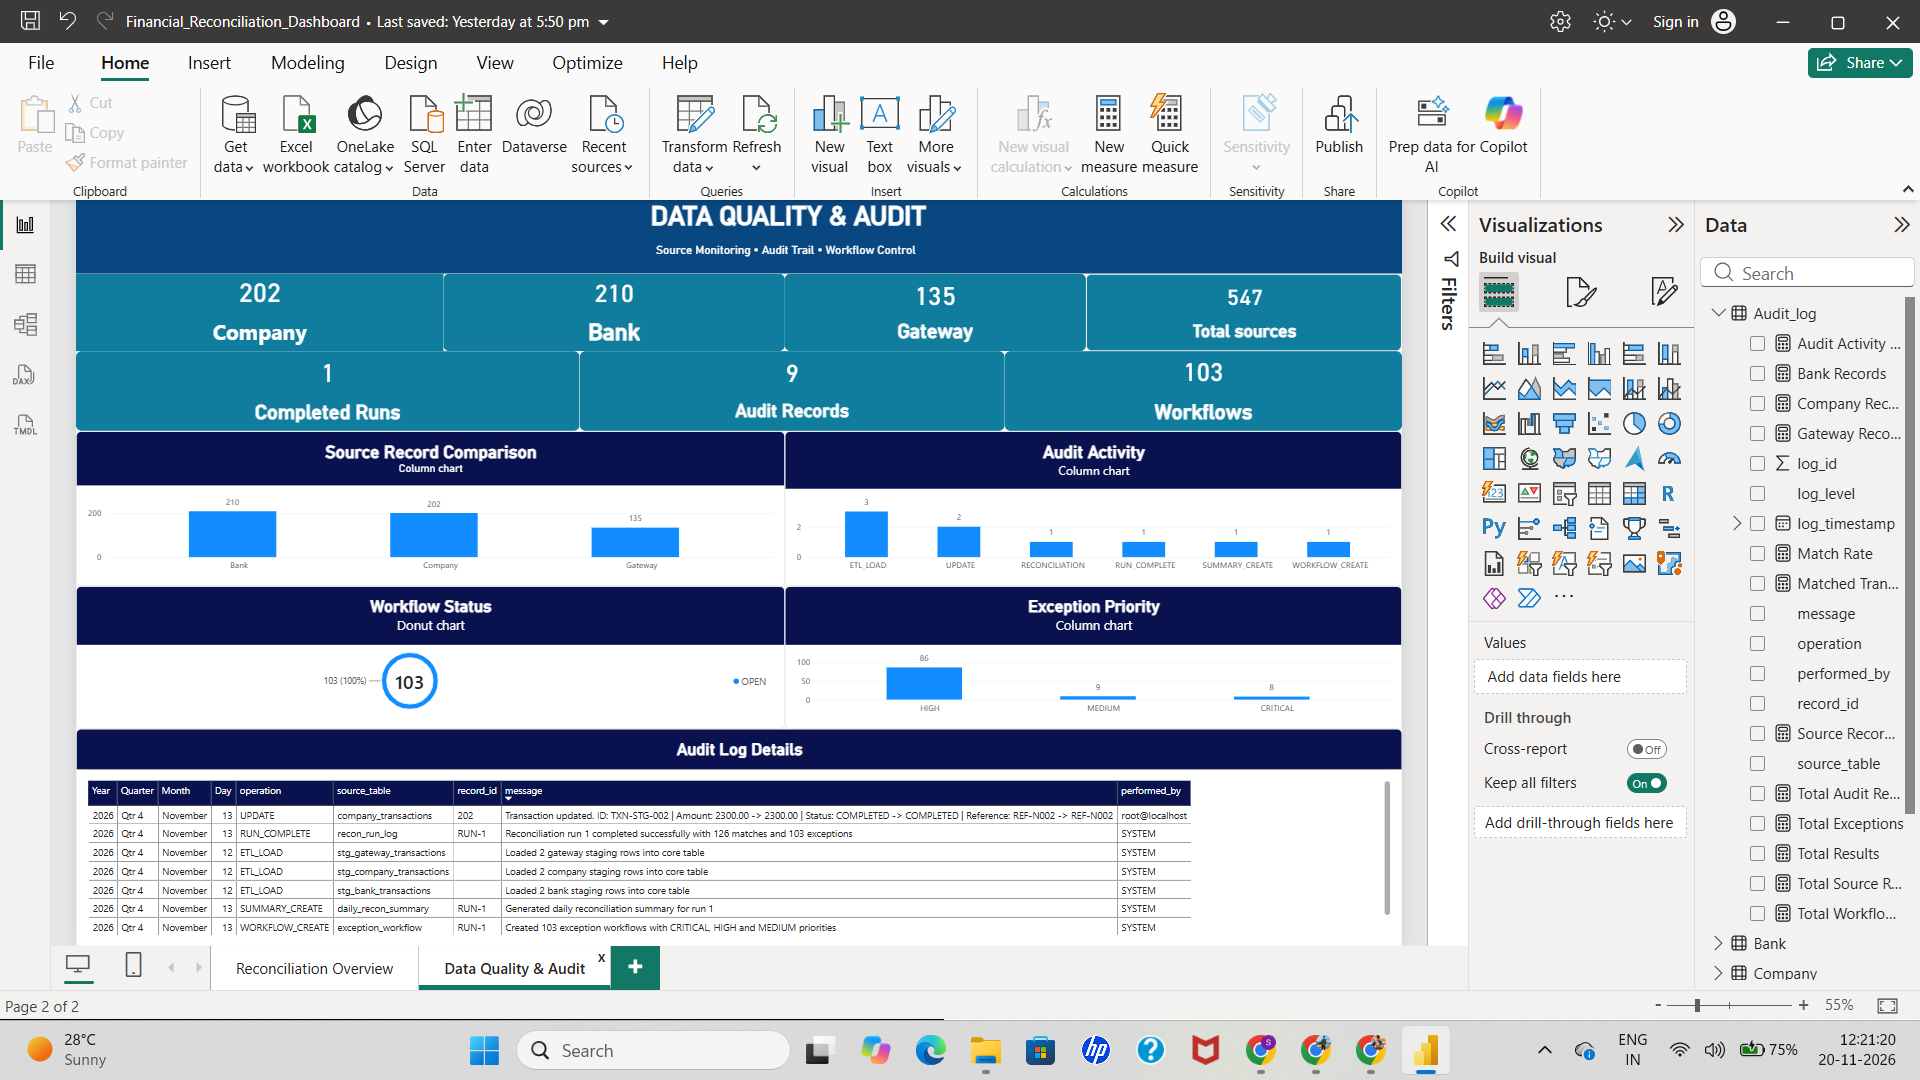 Financial_Reconciliation_Dashboard • Last saved: Yesterday at 5:50 pm
Sign in
File Home Insert Modeling Design View Optimize Help
Share
Paste
Cut
Copy
Format painter
Clipboard
Get data
Excel workbook
OneLake catalog
SQL Server
Enter data
Dataverse
Recent sources
Data
Transform data
Refresh
Queries
New visual
Text box
More visuals
Insert
New visual calculation
New measure
Quick measure
Calculations
Sensitivity
Sensitivity
Publish
Share
Prep data for AI
Copilot
Copilot
DATA QUALITY & AUDIT
Source Monitoring • Audit Trail • Workflow Control
202
Company
210
Bank
135
Gateway
547
Total sources
1
Completed Runs
9
Audit Records
103
Workflows
Source Record Comparison
Column chart
200
0
210
202
135
Bank
Company
Gateway
Audit Activity
Column chart
2
0
3
2
1
1
1
1
ETL_LOAD
UPDATE
RECONCILIATION
RUN_COMPLETE
SUMMARY_CREATE
WORKFLOW_CREATE
Workflow Status
Donut chart
103 (100%)
103
OPEN
Exception Priority
Column chart
100
50
0
86
9
8
HIGH
MEDIUM
CRITICAL
Audit Log Details
Year Quarter Month Day operation source_table record_id message performed_by
2026 Qtr 4 November 13 UPDATE company_transactions 202 Transaction updated. ID: TXN-STG-002 | Amount: 2300.00 -> 2300.00 | Status: COMPLETED -> COMPLETED | Reference: REF-N002 -> REF-N002 root@localhost
2026 Qtr 4 November 13 RUN_COMPLETE recon_run_log RUN-1 Reconciliation run 1 completed successfully with 126 matches and 103 exceptions SYSTEM
2026 Qtr 4 November 12 ETL_LOAD stg_gateway_transactions Loaded 2 gateway staging rows into core table SYSTEM
2026 Qtr 4 November 12 ETL_LOAD stg_company_transactions Loaded 2 company staging rows into core table SYSTEM
2026 Qtr 4 November 12 ETL_LOAD stg_bank_transactions Loaded 2 bank staging rows into core table SYSTEM
2026 Qtr 4 November 13 SUMMARY_CREATE daily_recon_summary RUN-1 Generated daily reconciliation summary for run 1 SYSTEM
2026 Qtr 4 November 13 WORKFLOW_CREATE exception_workflow RUN-1 Created 103 exception workflows with CRITICAL, HIGH and MEDIUM priorities SYSTEM
DAX
TMDL
Filters
Visualizations
Build visual
123
R
Py
Values
Add data fields here
Drill through
Cross-report
Off
Keep all filters
On
Add drill-through fields here
Data
Search
Audit_log
Audit Activity ...
Bank Records
Company Rec...
Gateway Reco...
log_id
log_level
log_timestamp
Match Rate
Matched Tran...
message
operation
performed_by
record_id
Source Recor...
source_table
Total Audit Re...
Total Exceptions
Total Results
Total Source R...
Total Workflo...
Bank
Company
Reconciliation Overview
Data Quality & Audit
x
+
Page 2 of 2
- + 55%
28°C
Sunny
Search
hp
S
ENG
IN
75%
12:21:20
20-11-2026